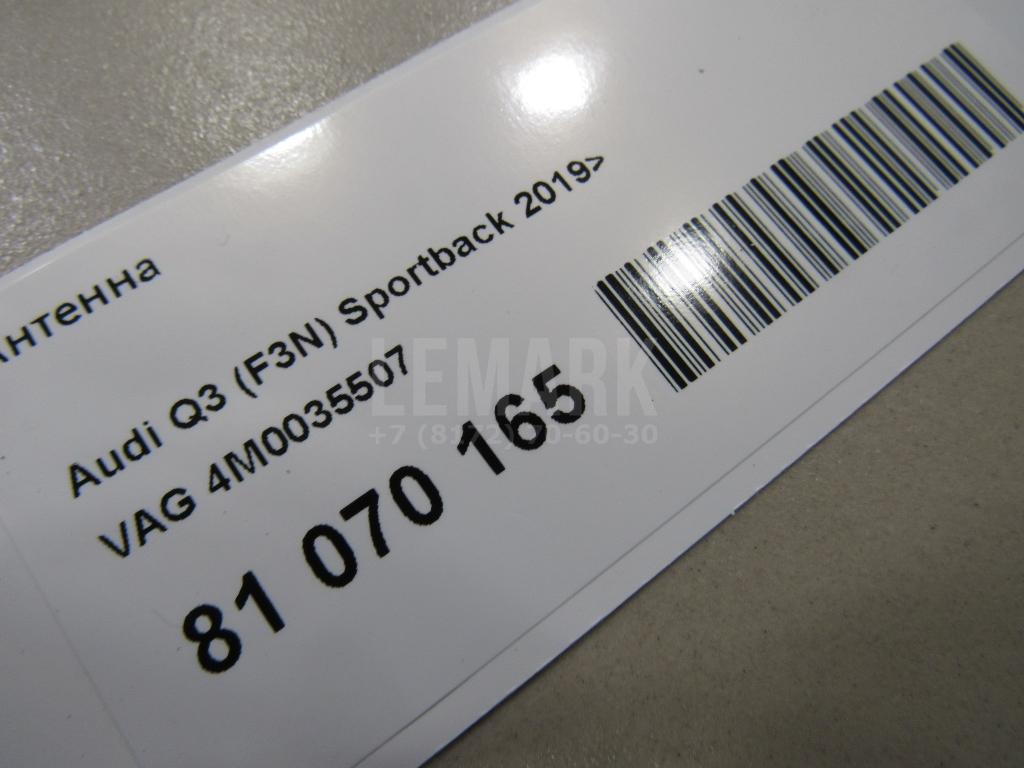 Антенна
Audi Q3 (F3N) Sportback 2019>
VAG 4M0035507
81 070 165
LEMARK